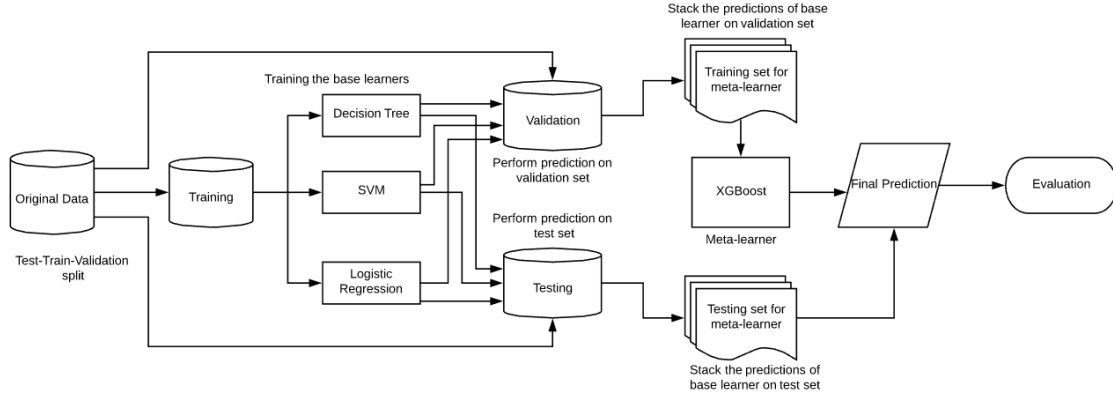 Stack the predictions of base
learner on validation set
Training set for
meta-learner
Training the base learners
Decision Tree
Validation
Perform prediction on
validation set
Original Data
Training
SVM
XGBoost
Final Prediction
Evaluation
Meta-learner
Perform prediction on
test set
Test-Train-Validation
split
Logistic
Regression
Testing
Testing set for
meta-learner
Stack the predictions of
base learner on test set